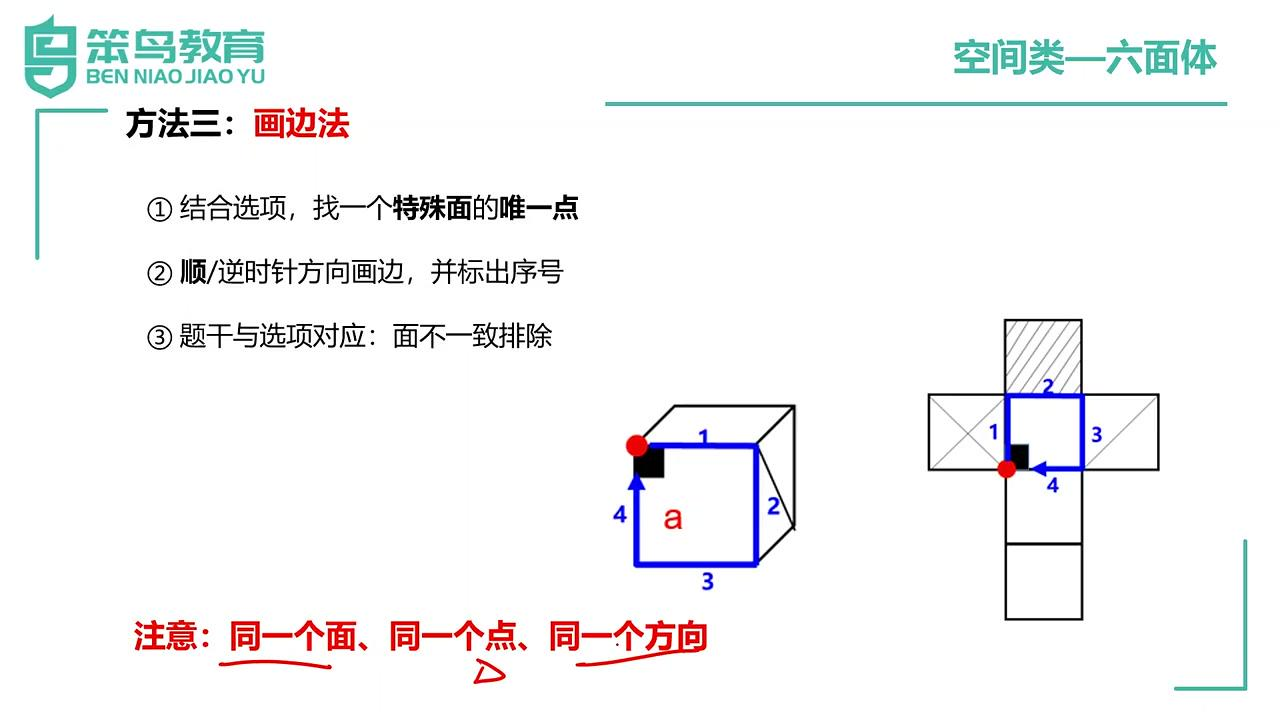 笨鸟教育
BEN NIAO JIAO YU
空间类—六面体
方法三：画边法
① 结合选项，找一个特殊面的唯一点
② 顺/逆时针方向画边，并标出序号
③ 题干与选项对应：面不一致排除
1
2
3
4
a
2
1
3
4
注意：同一个面、同一个点、同一个方向